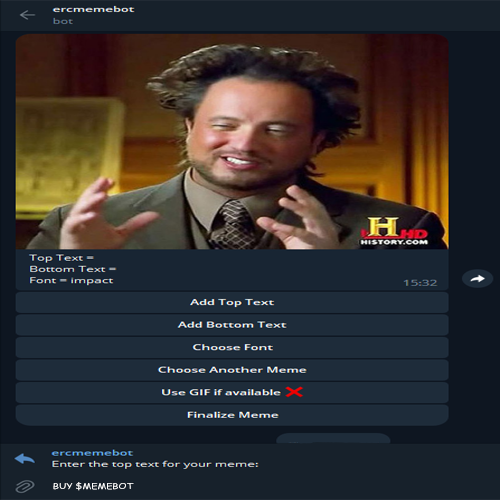 ercmemebot
bot
H HD
HISTORY.COM
Top Text =
Bottom Text =
Font = impact
15:32
Add Top Text
Add Bottom Text
Choose Font
Choose Another Meme
Use GIF if available ❌
Finalize Meme
ercmemebot
Enter the top text for your meme:
BUY $MEMEBOT